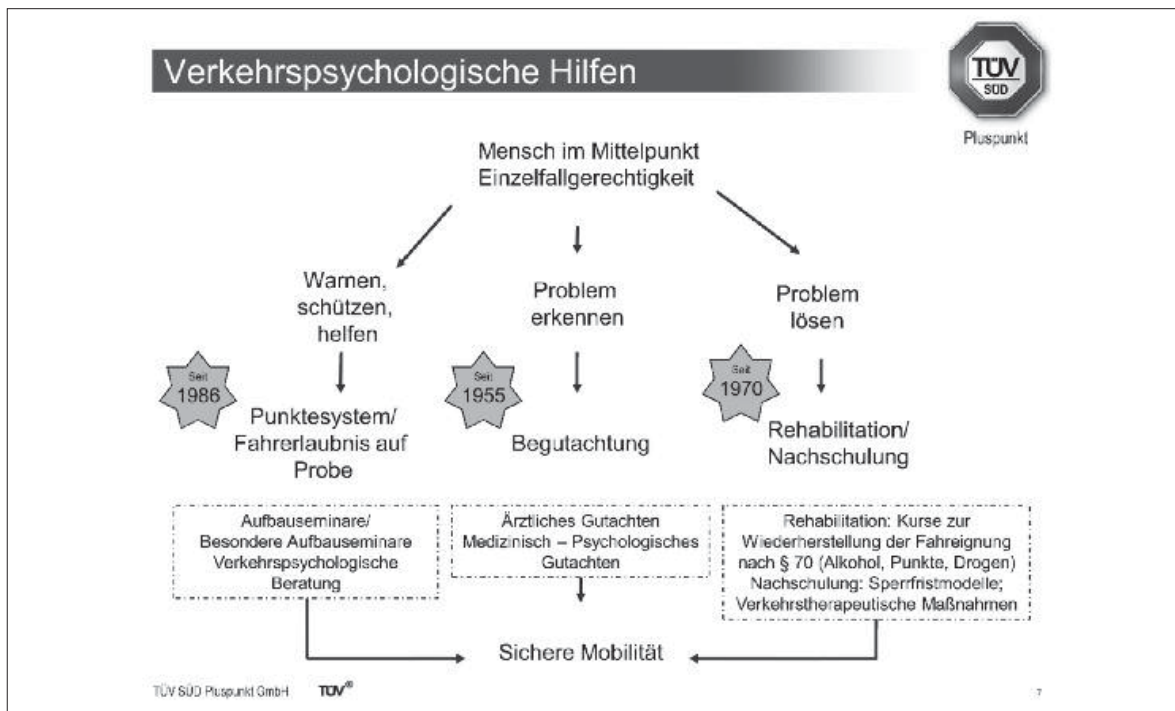 Verkehrspsychologische Hilfen
TÜV
SÜD
Pluspunkt
Mensch im Mittelpunkt
Einzelfallgerechtigkeit
Warnen,
schützen,
helfen
Problem
erkennen
Problem
lösen
Seit
1986
Seit
1955
Seit
1970
Punktesystem/
Fahrerlaubnis auf
Probe
Begutachtung
Rehabilitation/
Nachschulung
Aufbauseminare/
Besondere Aufbauseminare
Verkehrspsychologische
Beratung
Ärztliches Gutachten
Medizinisch – Psychologisches
Gutachten
Rehabilitation: Kurse zur
Wiederherstellung der Fahreignung
nach § 70 (Alkohol, Punkte, Drogen)
Nachschulung: Sperrfristmodelle;
Verkehrstherapeutische Maßnahmen
Sichere Mobilität
TÜV SÜD Pluspunkt GmbH TÜV®
7